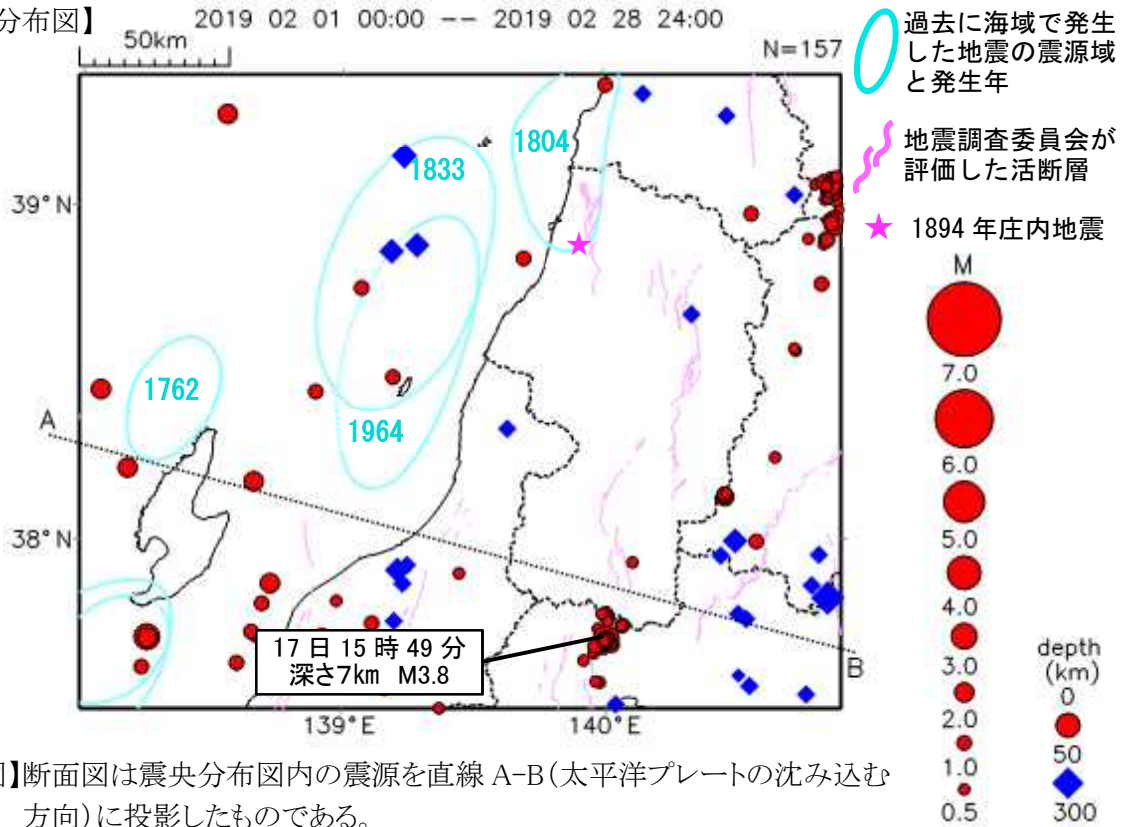 分布図】
2019 02 01 00:00 -- 2019 02 28 24:00
50km
N=157
過去に海域で発生
した地震の震源域
と発生年
地震調査委員会が
評価した活断層
1894 年庄内地震
1804
1833
39°N
1762
1964
A
38°N
B
17 日 15 時 49 分
深さ7km M3.8
139°E
140°E
M
7.0
6.0
5.0
4.0
3.0
2.0
1.0
0.5
depth
(km)
0
50
300
図】断面図は震央分布図内の震源を直線 A-B(太平洋プレートの沈み込む
方向)に投影したものである。